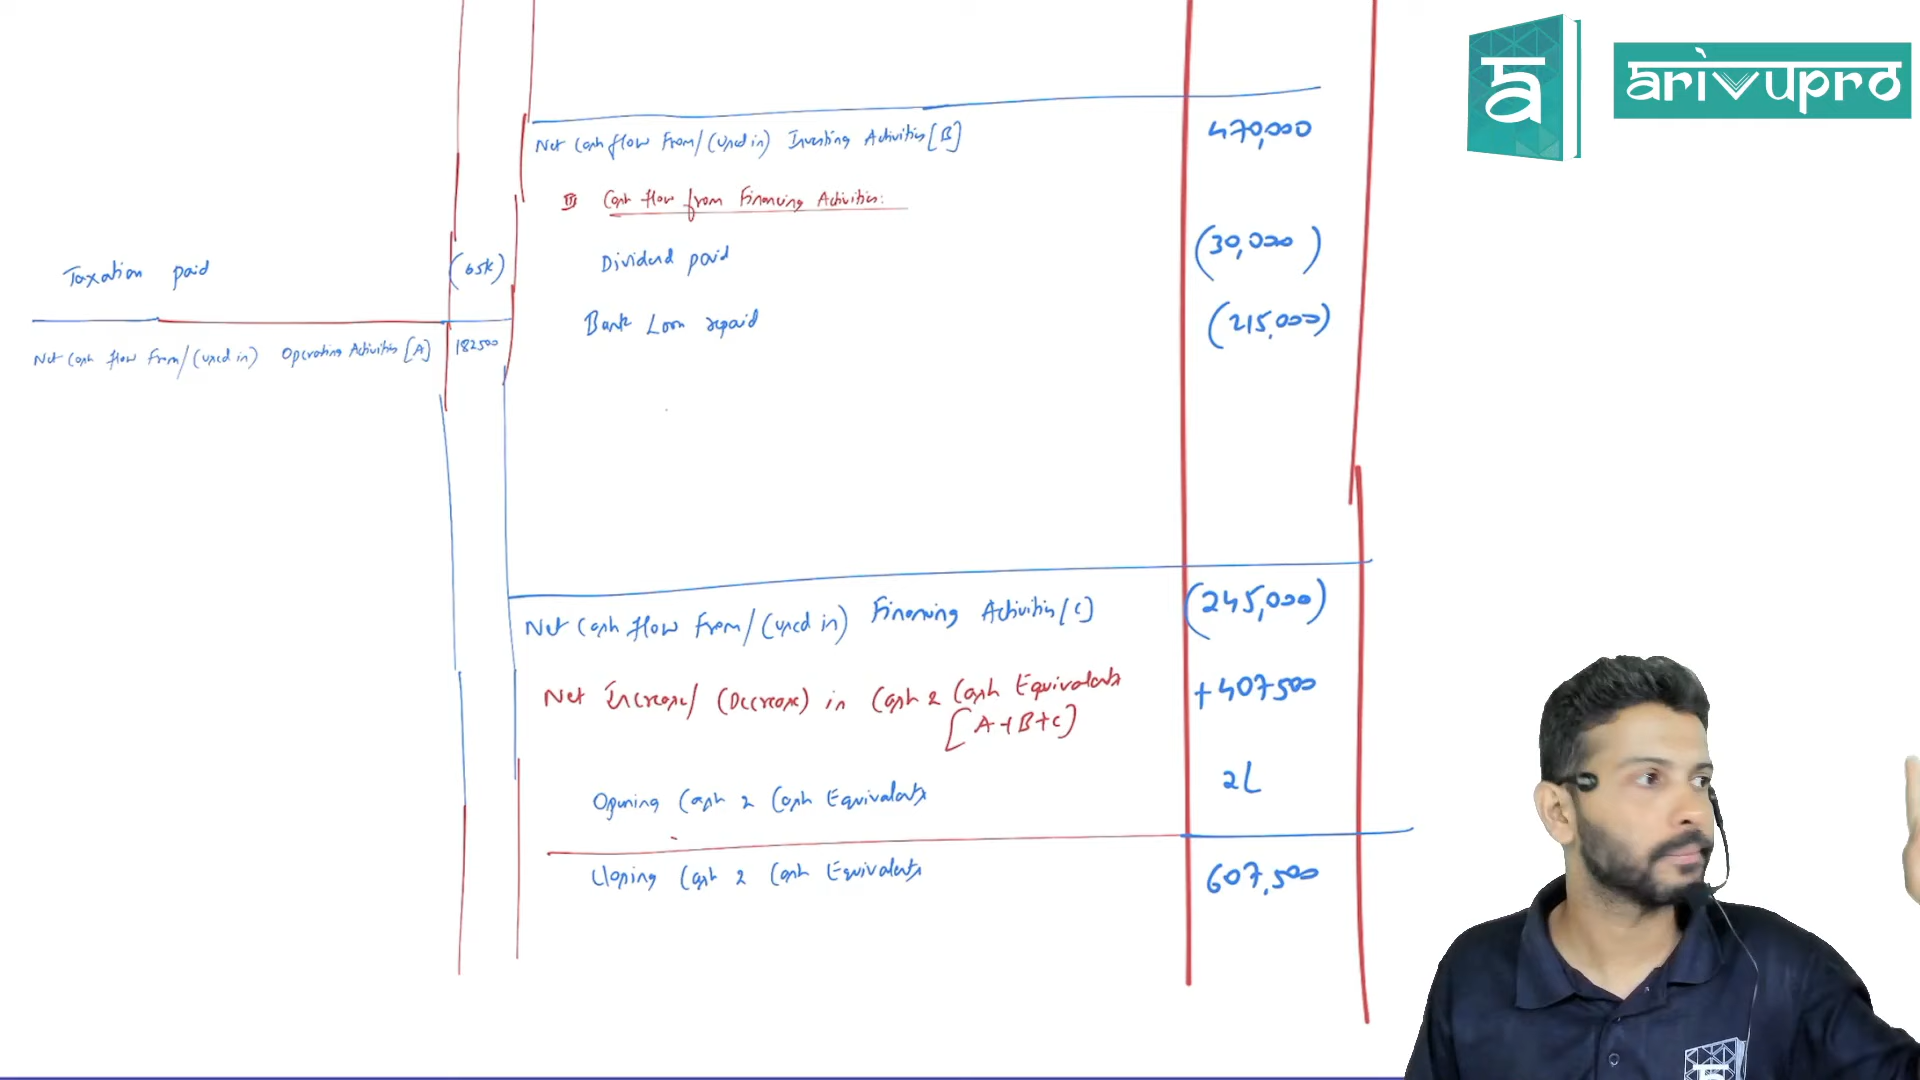 arivupro
Taxation paid (65K)
Net Cash flow from/(used in) Operating Activities [A] 182500
Net Cash flow from/(used in) Investing Activities [B] 470,000
III Cash flow from Financing Activities:
Dividend paid (30,000)
Bank Loan repaid (215,000)
Net Cash flow from/(used in) Financing Activities [C] (245,000)
Net Increase/(Decrease) in Cash & Cash Equivalents +407500
[A+B+C]
Opening Cash & Cash Equivalents 2L
Closing Cash & Cash Equivalents 607,500